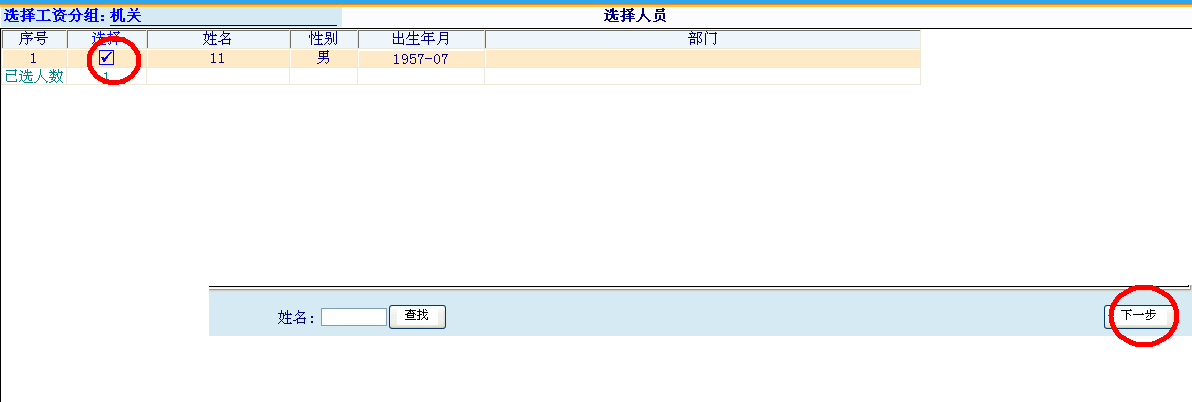 选择工资分组: 机关 选择人员
序号 选择 姓名 性别 出生年月 部门
1 11 男 1957-07
已选人数 1
姓名: 查找 下一步